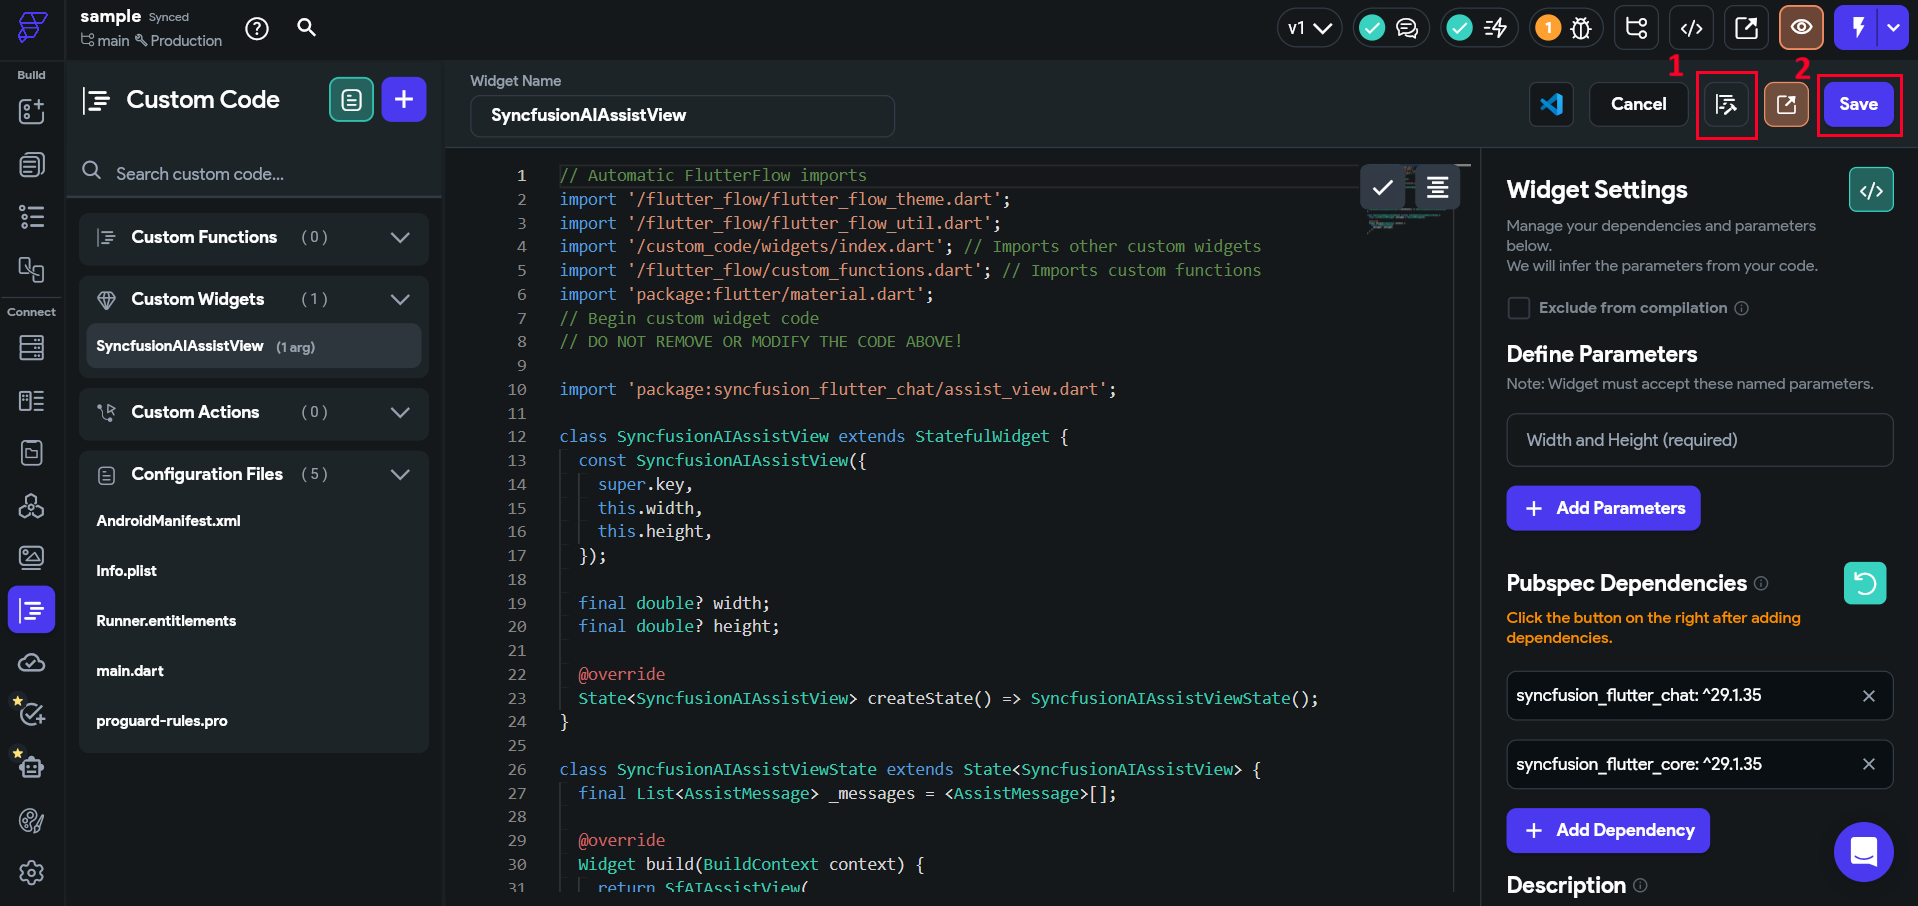 sample Synced
main Production
v1
1
Build
Connect
Custom Code
Search custom code...
Custom Functions ( 0 )
Custom Widgets ( 1 )
SyncfusionAIAssistView (1 arg)
Custom Actions ( 0 )
Configuration Files ( 5 )
AndroidManifest.xml
Info.plist
Runner.entitlements
main.dart
proguard-rules.pro
Widget Name
SyncfusionAIAssistView
Cancel
1
2
Save
1 // Automatic FlutterFlow imports
2 import '/flutter_flow/flutter_flow_theme.dart';
3 import '/flutter_flow/flutter_flow_util.dart';
4 import '/custom_code/widgets/index.dart'; // Imports other custom widgets
5 import '/flutter_flow/custom_functions.dart'; // Imports custom functions
6 import 'package:flutter/material.dart';
7 // Begin custom widget code
8 // DO NOT REMOVE OR MODIFY THE CODE ABOVE!
9
10 import 'package:syncfusion_flutter_chat/assist_view.dart';
11
12 class SyncfusionAIAssistView extends StatefulWidget {
13 const SyncfusionAIAssistView({
14 super.key,
15 this.width,
16 this.height,
17 });
18
19 final double? width;
20 final double? height;
21
22 @override
23 State<SyncfusionAIAssistView> createState() => SyncfusionAIAssistViewState();
24 }
25
26 class SyncfusionAIAssistViewState extends State<SyncfusionAIAssistView> {
27 final List<AssistMessage> _messages = <AssistMessage>[];
28
29 @override
30 Widget build(BuildContext context) {
31 return SfAIAssistView(
Widget Settings
Manage your dependencies and parameters
below.
We will infer the parameters from your code.
Exclude from compilation
Define Parameters
Note: Widget must accept these named parameters.
Width and Height (required)
+ Add Parameters
Pubspec Dependencies
Click the button on the right after adding
dependencies.
syncfusion_flutter_chat: ^29.1.35
syncfusion_flutter_core: ^29.1.35
+ Add Dependency
Description